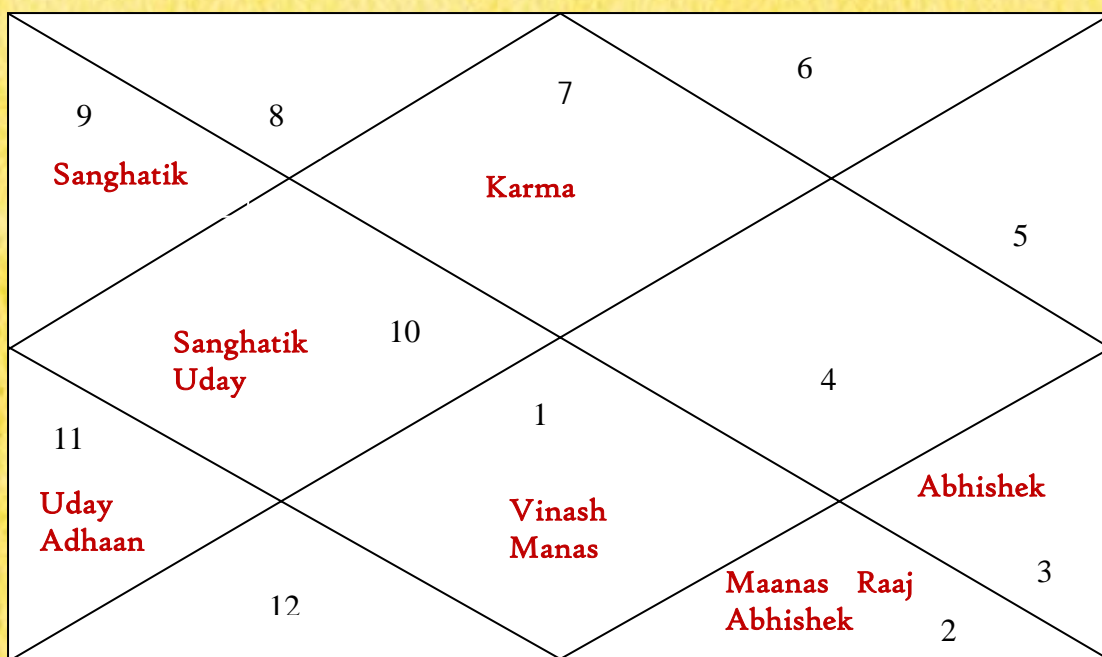 6
7
9
8
Sanghatik
Karma
5
10
Sanghatik
Uday
4
1
11
Abhishek
Uday
Adhaan
Vinash
Manas
3
Maanas Raaj
Abhishek
2
12